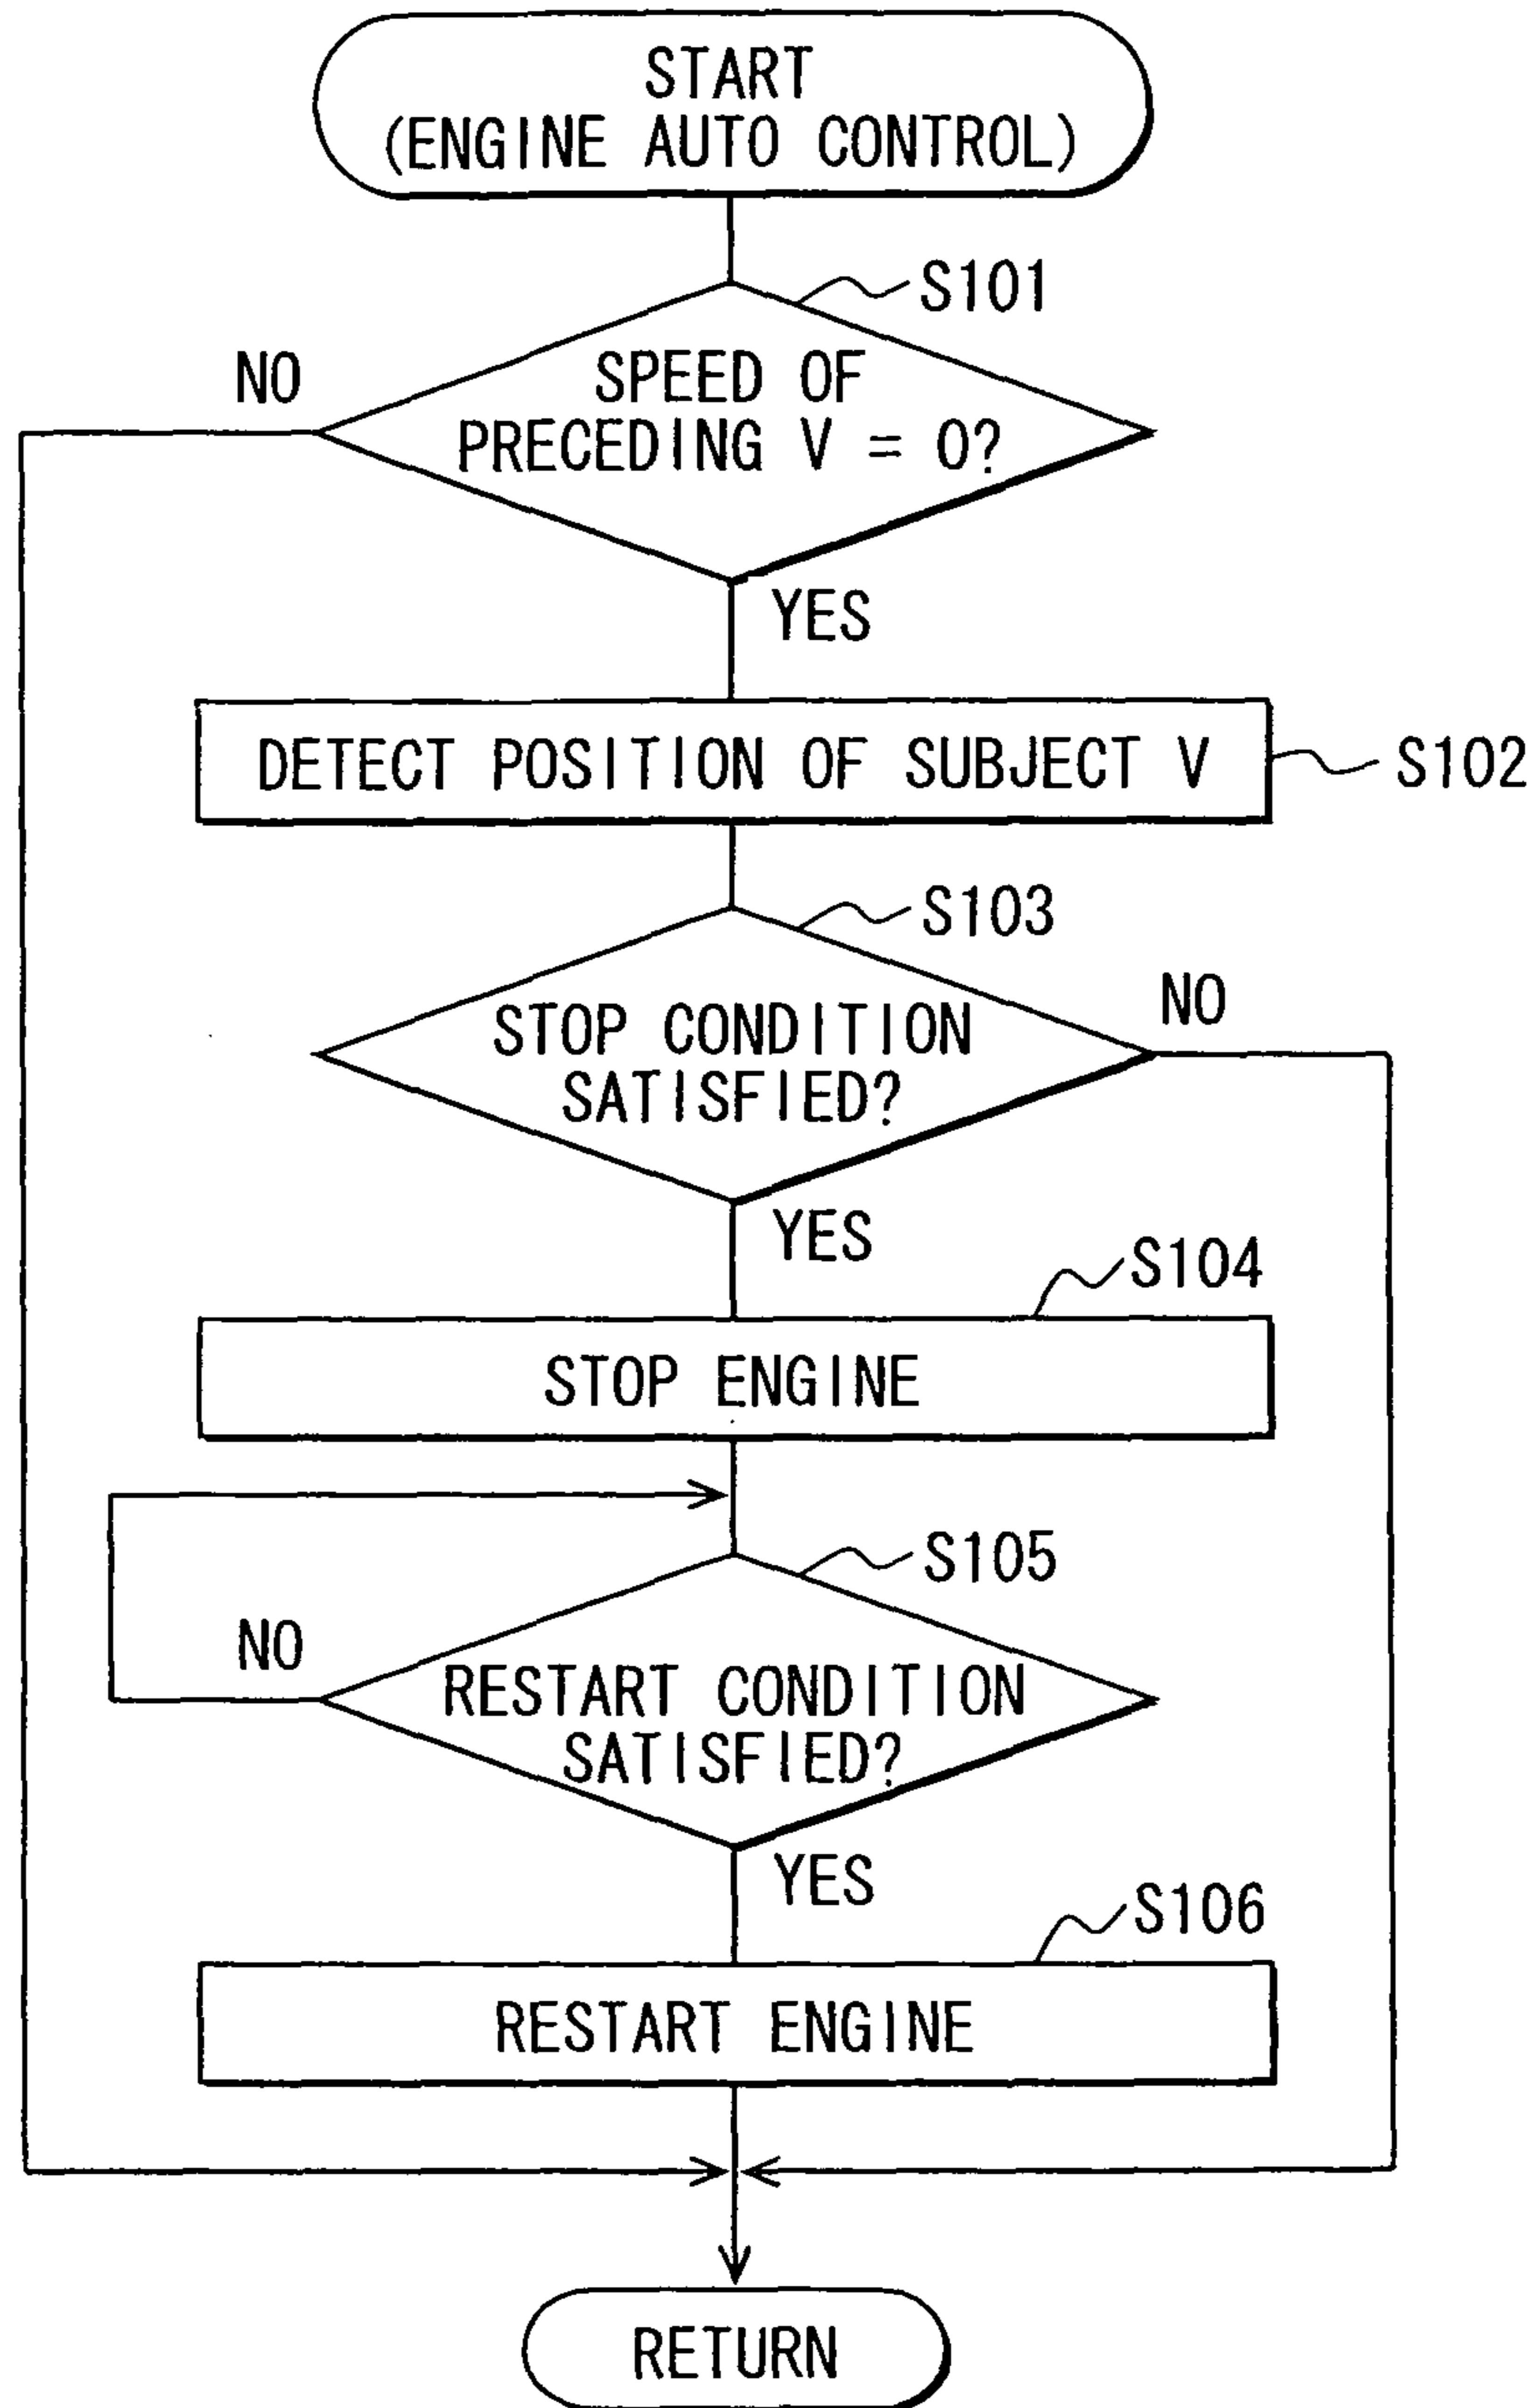 START
(ENGINE AUTO CONTROL)
S101
NO
SPEED OF
PRECEDING V = 0?
YES
DETECT POSITION OF SUBJECT V
S102
S103
NO
STOP CONDITION
SATISFIED?
YES
S104
STOP ENGINE
S105
NO
RESTART CONDITION
SATISFIED?
YES
S106
RESTART ENGINE
RETURN